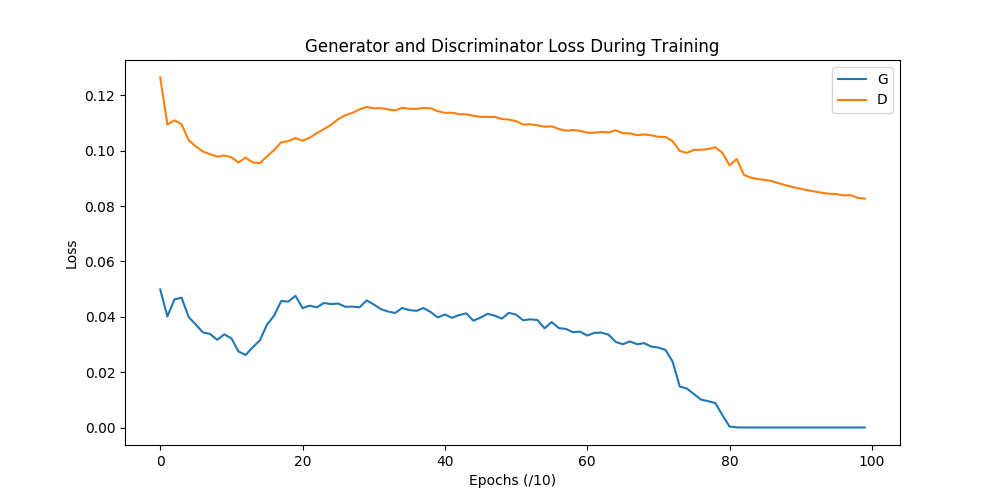 Generator and Discriminator Loss During Training
G
D
0.12
0.10
0.08
0.06
0.04
0.02
0.00
Loss
0 20 40 60 80 100
Epochs (/10)